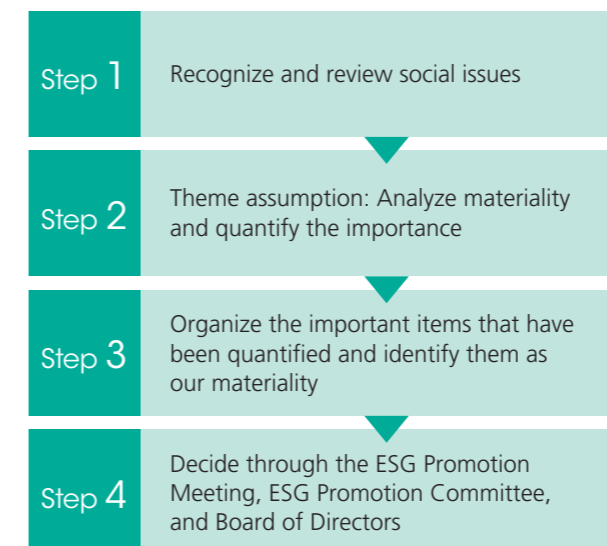 Step 1
Recognize and review social issues
Step 2
Theme assumption: Analyze materiality
and quantify the importance
Step 3
Organize the important items that have
been quantified and identify them as
our materiality
Step 4
Decide through the ESG Promotion
Meeting, ESG Promotion Committee,
and Board of Directors